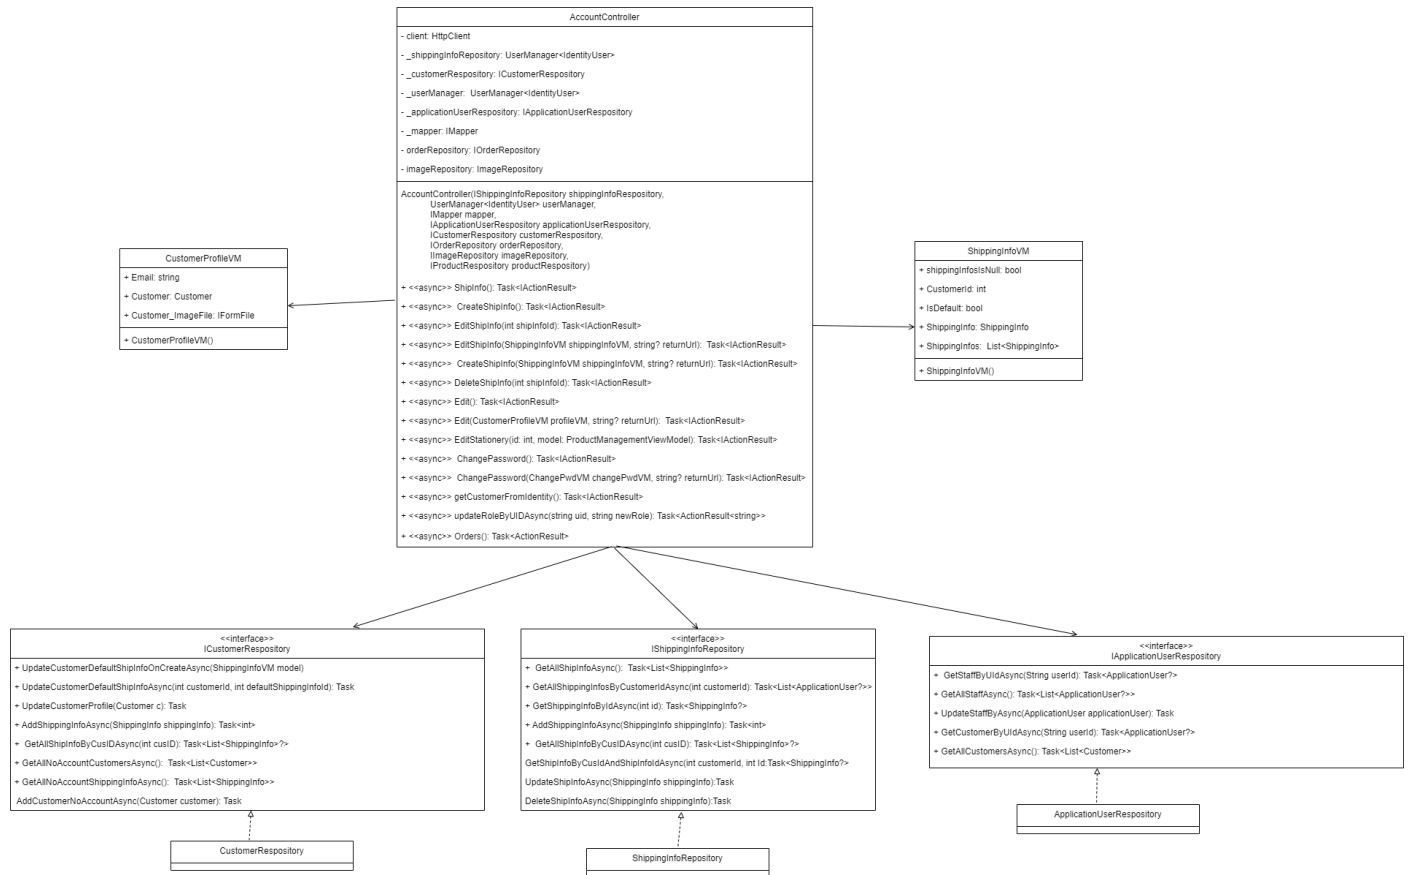 AccountController
- client: HttpClient
- _shippingInfoRepository: UserManager<IdentityUser>
- _customerRespository: ICustomerRespository
- _userManager:  UserManager<IdentityUser>
- _applicationUserRespository: IApplicationUserRespository
- _mapper: IMapper
- orderRepository: IOrderRepository
- imageRepository: ImageRepository
AccountController(IShippingInfoRepository shippingInfoRespository,
UserManager<IdentityUser> userManager,
IMapper mapper,
IApplicationUserRespository applicationUserRespository,
ICustomerRespository customerRespository,
IOrderRepository orderRepository,
IImageRepository imageRepository,
IProductRespository productRespository)
+ <<async>> ShipInfo(): Task<IActionResult>
+ <<async>>  CreateShipInfo(): Task<IActionResult>
+ <<async>> EditShipInfo(int shipInfoId): Task<IActionResult>
+ <<async>> EditShipInfo(ShippingInfoVM shippingInfoVM, string? returnUrl):  Task<IActionResult>
+ <<async>>  CreateShipInfo(ShippingInfoVM shippingInfoVM, string? returnUrl): Task<IActionResult>
+ <<async>> DeleteShipInfo(int shipInfoId): Task<IActionResult>
+ <<async>> Edit(): Task<IActionResult>
+ <<async>> Edit(CustomerProfileVM profileVM, string? returnUrl):  Task<IActionResult>
+ <<async>> EditStationery(id: int, model: ProductManagementViewModel): Task<IActionResult>
+ <<async>>  ChangePassword(): Task<IActionResult>
+ <<async>>  ChangePassword(ChangePwdVM changePwdVM, string? returnUrl): Task<IActionResult>
+ <<async>> getCustomerFromIdentity(): Task<IActionResult>
+ <<async>> updateRoleByUIDAsync(string uid, string newRole): Task<ActionResult<string>>
+ <<async>> Orders(): Task<ActionResult>
CustomerProfileVM
+ Email: string
+ Customer: Customer
+ Customer_ImageFile: IFormFile
+ CustomerProfileVM()
ShippingInfoVM
+ shippingInfosIsNull: bool
+ CustomerId: int
+ IsDefault: bool
+ ShippingInfo: ShippingInfo
+ ShippingInfos:  List<ShippingInfo>
+ ShippingInfoVM()
<<interface>>
ICustomerRespository
+ UpdateCustomerDefaultShipInfoOnCreateAsync(ShippingInfoVM model)
+ UpdateCustomerDefaultShipInfoAsync(int customerId, int defaultShippingInfoId): Task
+ UpdateCustomerProfile(Customer c): Task
+ AddShippingInfoAsync(ShippingInfo shippingInfo): Task<int>
+  GetAllShipInfoByCusIDAsync(int cusID): Task<List<ShippingInfo>?>
+ GetAllNoAccountCustomersAsync():  Task<List<Customer>>
+ GetAllNoAccountShippingInfoAsync():  Task<List<ShippingInfo>>
AddCustomerNoAccountAsync(Customer customer): Task
CustomerRespository
<<interface>>
IShippingInfoRepository
+  GetAllShipInfoAsync():  Task<List<ShippingInfo>>
+ GetAllShippingInfosByCustomerIdAsync(int customerId): Task<List<ApplicationUser?>>
+ GetShippingInfoByIdAsync(int id): Task<ShippingInfo?>
+ AddShippingInfoAsync(ShippingInfo shippingInfo): Task<int>
+  GetAllShipInfoByCusIDAsync(int cusID): Task<List<ShippingInfo>?>
GetShipInfoByCusIdAndShipInfoIdAsync(int customerId, int Id:Task<ShippingInfo?>
UpdateShipInfoAsync(ShippingInfo shippingInfo):Task
DeleteShipInfoAsync(ShippingInfo shippingInfo):Task
ShippingInfoRepository
<<interface>>
IApplicationUserRespository
+  GetStaffByUIdAsync(String userId): Task<ApplicationUser?>
+ GetAllStaffAsync(): Task<List<ApplicationUser?>>
+ UpdateStaffByAsync(ApplicationUser applicationUser): Task
+ GetCustomerByUIdAsync(String userId): Task<ApplicationUser?>
+ GetAllCustomersAsync(): Task<List<Customer>>
ApplicationUserRespository